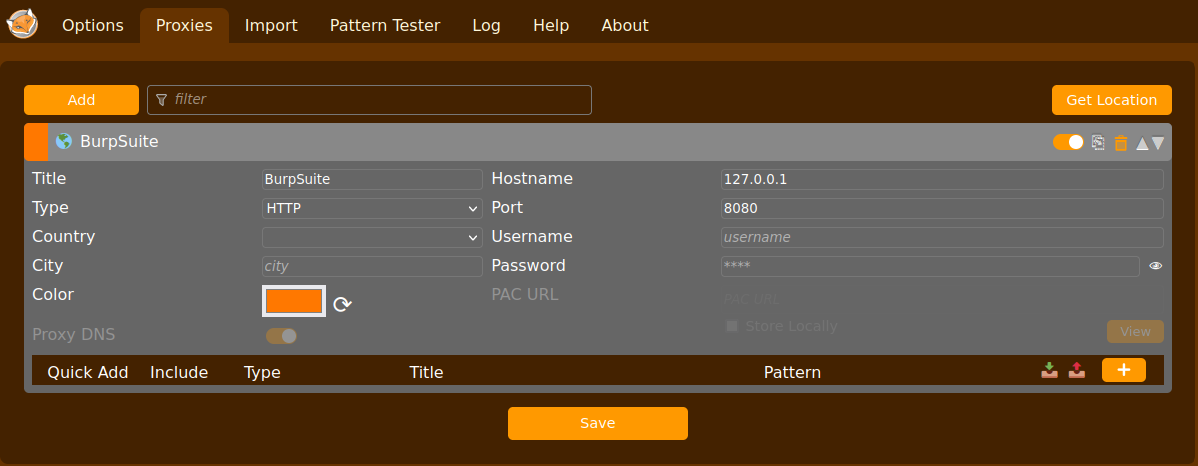 Options Proxies Import Pattern Tester Log Help About
Add filter Get Location
BurpSuite
Title BurpSuite Hostname 127.0.0.1
Type HTTP Port 8080
Country Username username
City city Password ****
Color PAC URL PAC URL
Store Locally
Proxy DNS View
Quick Add Include Type Title Pattern +
Save